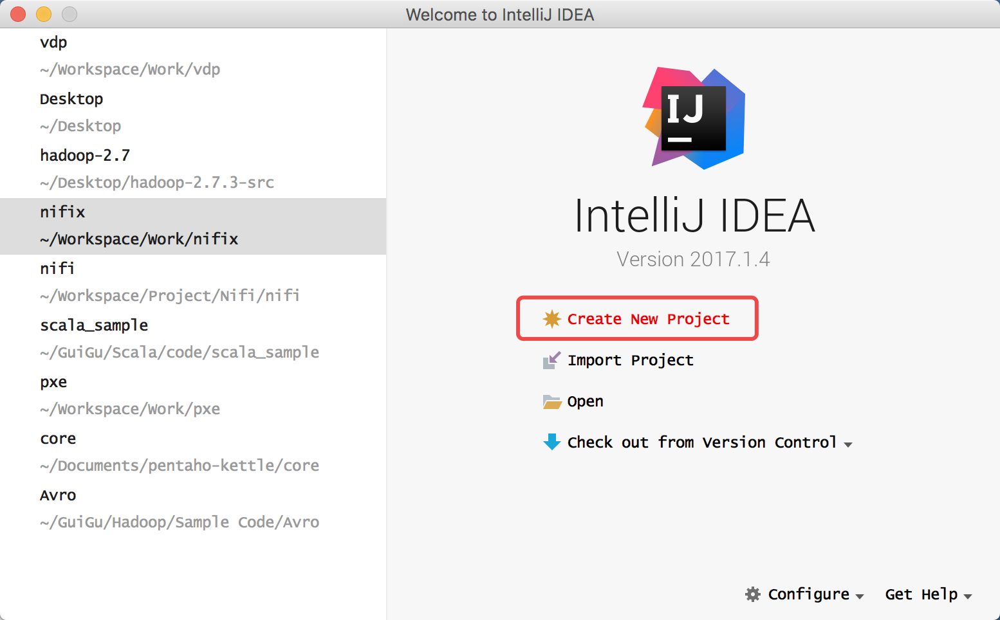 Welcome to IntelliJ IDEA
vdp
~/Workspace/Work/vdp
Desktop
~/Desktop
hadoop-2.7
~/Desktop/hadoop-2.7.3-src
nifix
~/Workspace/Work/nifix
nifi
~/Workspace/Project/Nifi/nifi
scala_sample
~/GuiGu/Scala/code/scala_sample
pxe
~/Workspace/Work/pxe
core
~/Documents/pentaho-kettle/core
Avro
~/GuiGu/Hadoop/Sample Code/Avro
IJ
IntelliJ IDEA
Version 2017.1.4
Create New Project
Import Project
Open
Check out from Version Control
Configure
Get Help